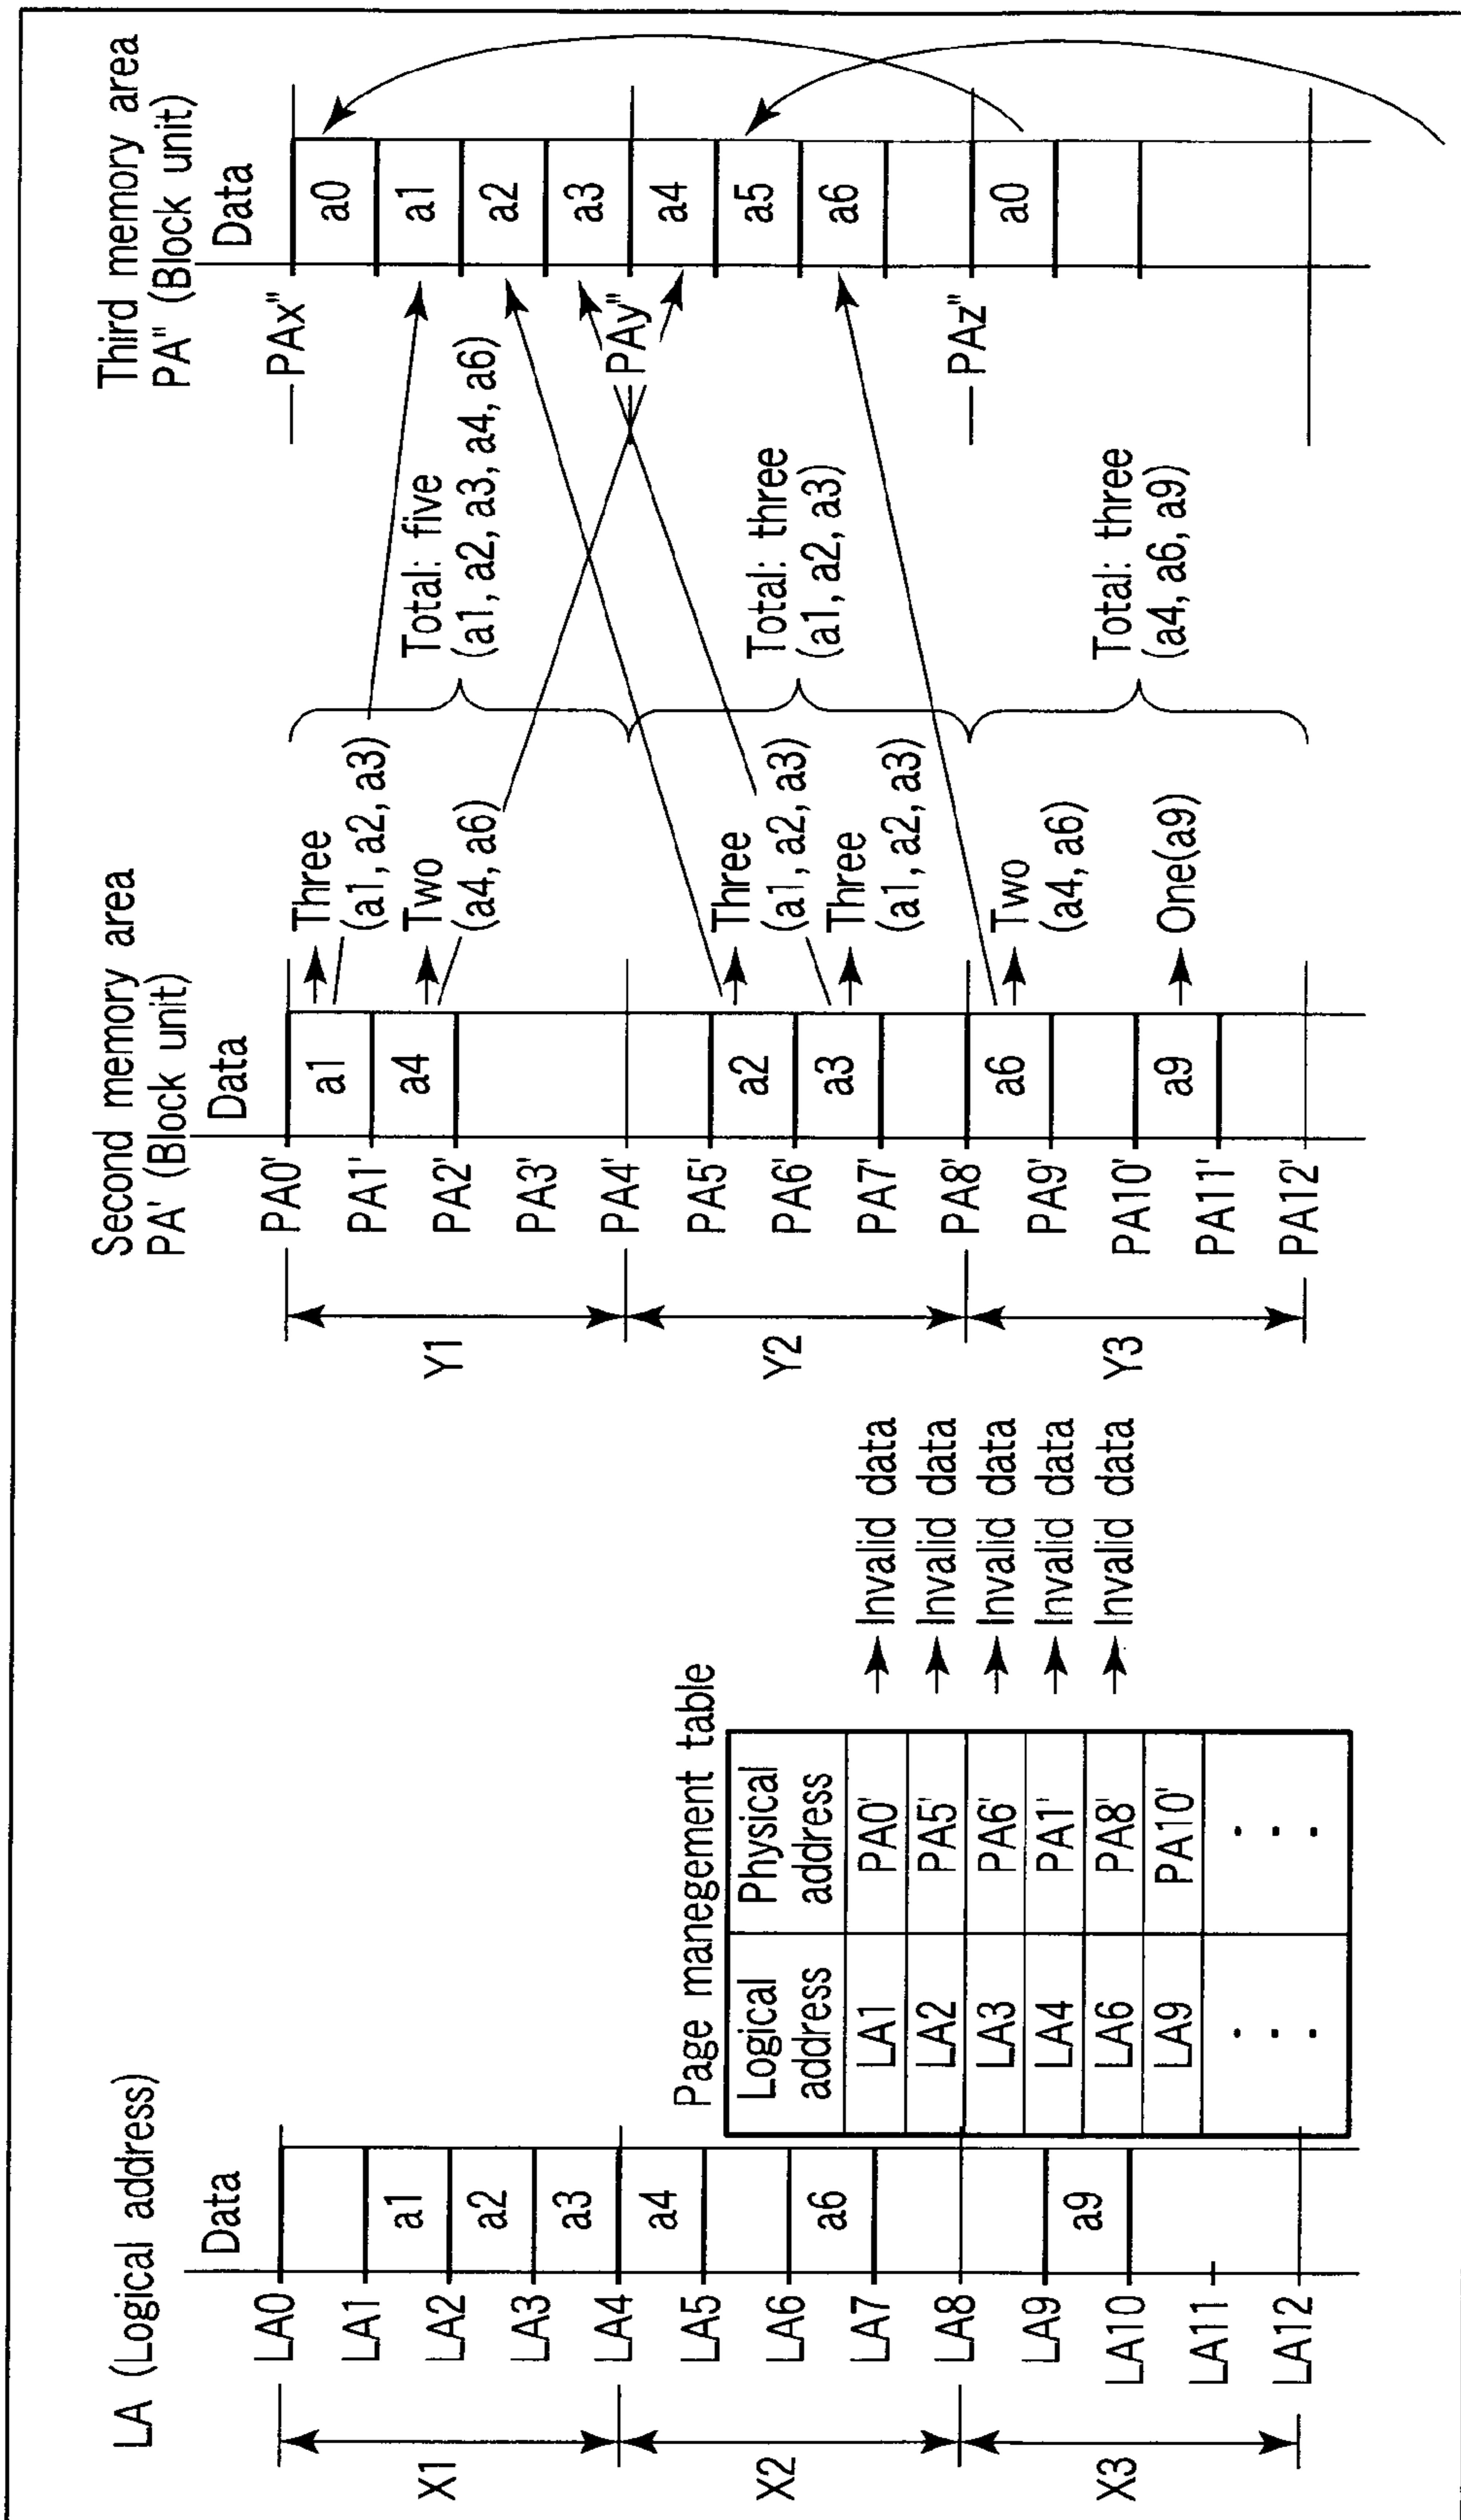 LA (Logical address)
Data
LA0
LA1
a1
LA2
a2
LA3
a3
LA4
a4
LA5
LA6
a6
LA7
LA8
LA9
a9
LA10
LA11
LA12
X1
X2
X3
Page manegement table
Logical address
Physical address
LA1 PA0'
LA2 PA5'
LA3 PA6'
LA4 PA1'
LA6 PA8'
LA9 PA10'
Invalid data
Invalid data
Invalid data
Invalid data
Invalid data
Second memory area
PA' (Block unit)
Data
PA0'
a1
PA1'
a4
PA2'
PA3'
PA4'
PA5'
a2
PA6'
a3
PA7'
PA8'
a6
PA9'
PA10'
a9
PA11'
PA12'
Y1
Y2
Y3
Three
(a1, a2, a3)
Two
(a4, a6)
Three
(a1, a2, a3)
Three
(a1, a2, a3)
Two
(a4, a6)
One(a9)
Total: five
(a1, a2, a3, a4, a6)
Total: three
(a1, a2, a3)
Total: three
(a4, a6, a9)
Third memory area
PA" (Block unit)
Data
PAx"
a0
a1
a2
a3
PAy"
a4
a5
a6
PAz"
a0